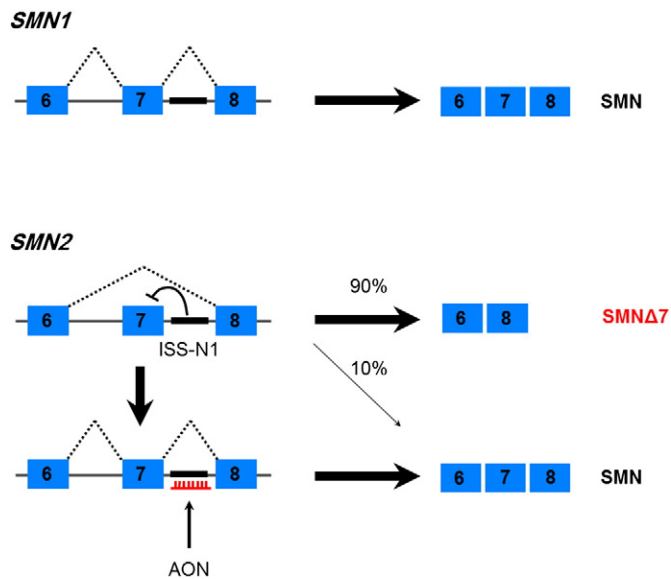 SMN1
6 7 8 6 7 8 SMN
SMN2
90%
6 7 8 6 8 SMNΔ7
ISS-N1
10%
6 7 8 6 7 8 SMN
AON